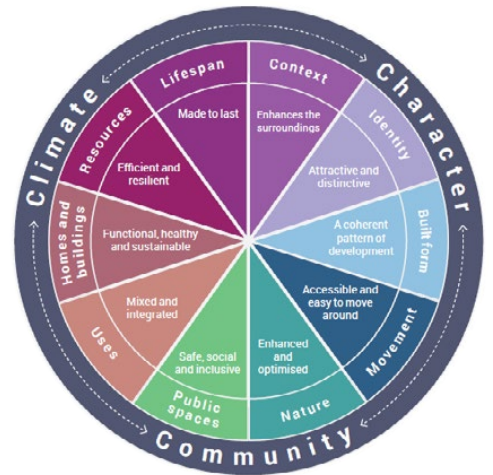 Climate
Character
Community
Context
Enhances the
surroundings
Identity
Attractive and
distinctive
Built form
A coherent
pattern of
development
Movement
Accessible and
easy to move
around
Nature
Enhanced
and
optimised
Public
spaces
Safe, social
and inclusive
Uses
Mixed and
integrated
Homes and
buildings
Functional, healthy
and sustainable
Resources
Efficient and
resilient
Lifespan
Made to last